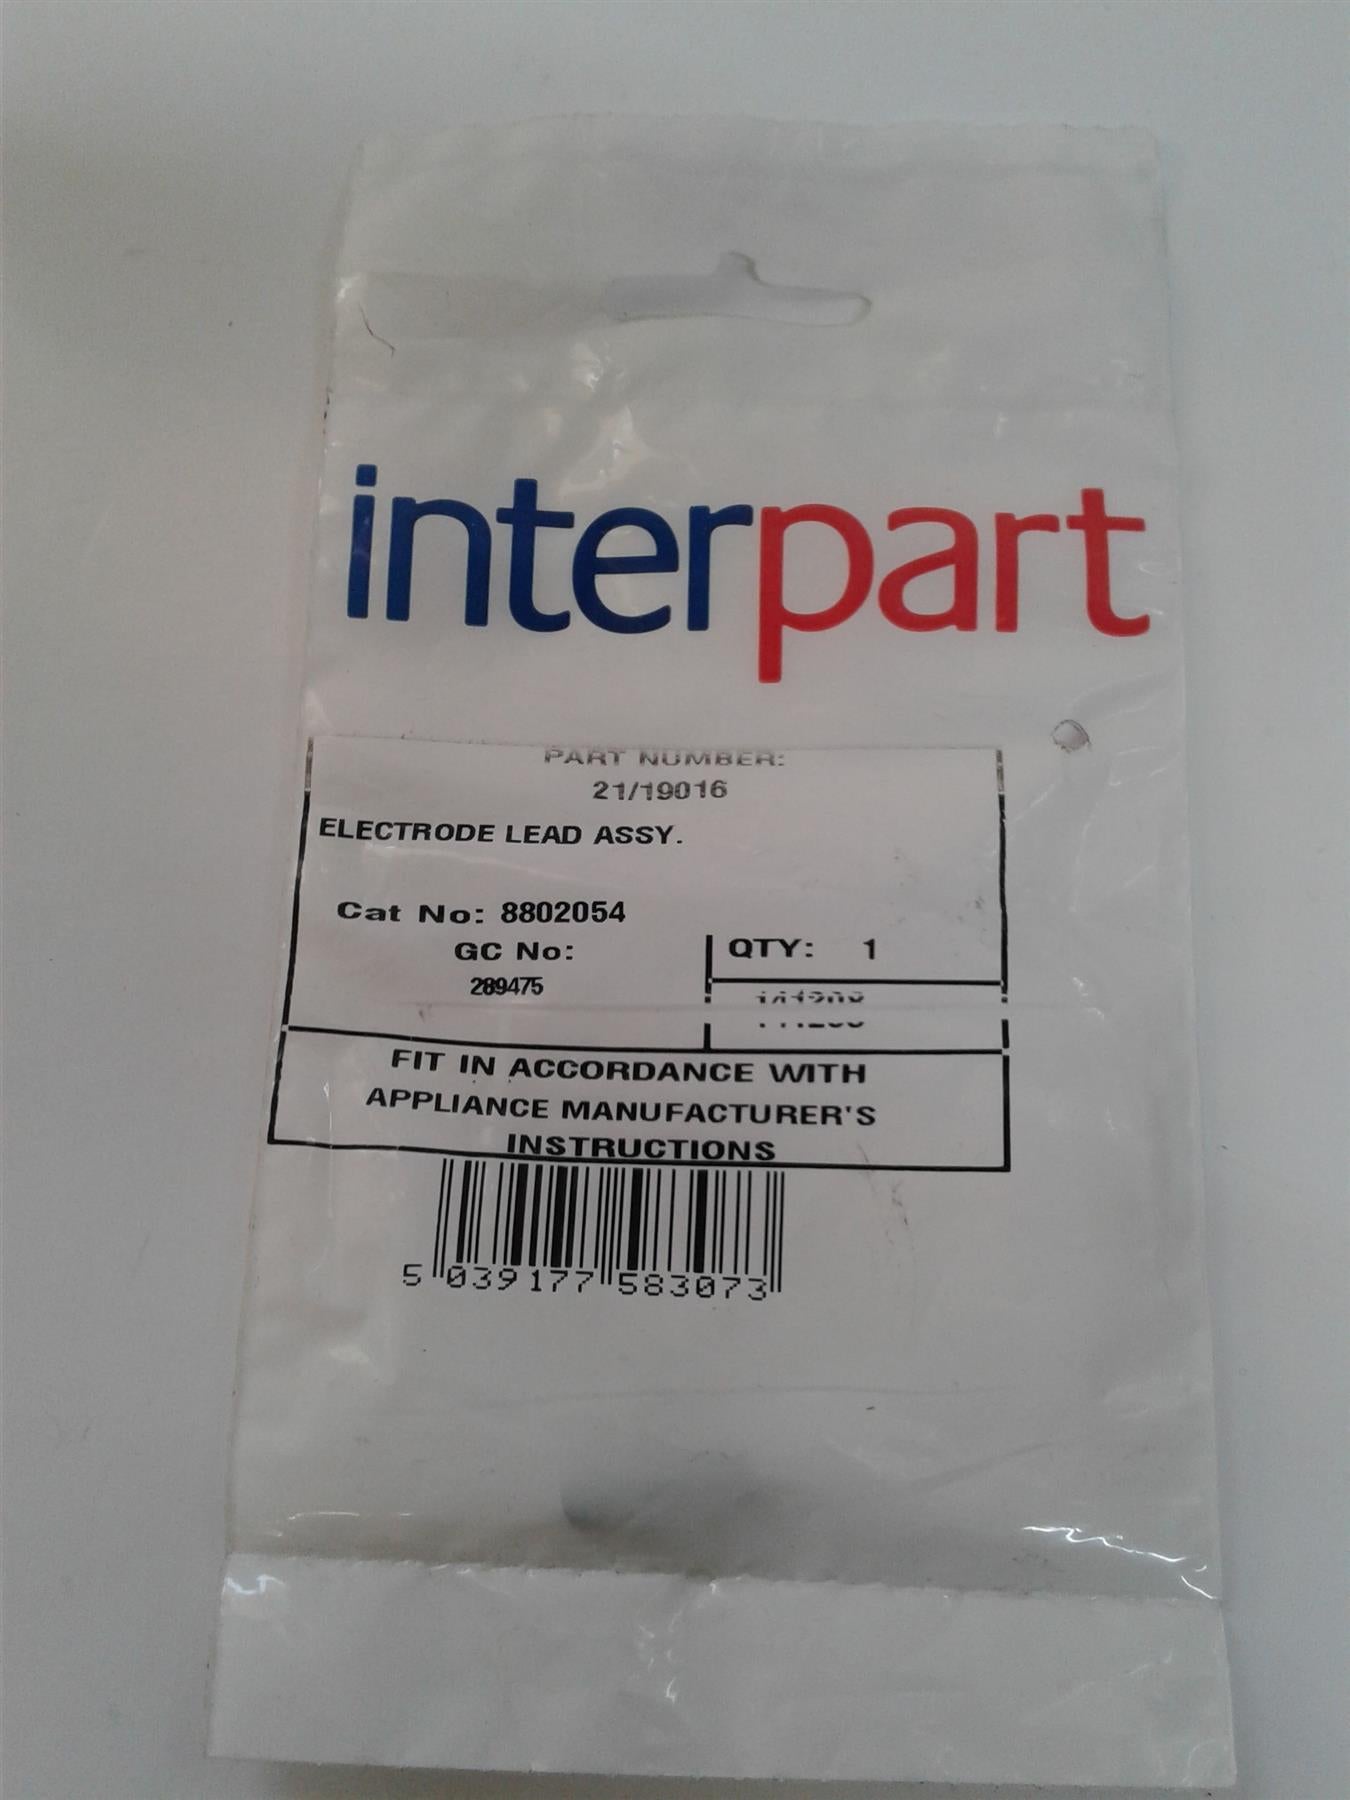 interpart
PART NUMBER:
21/19016
ELECTRODE LEAD ASSY.
Cat No: 8802054
GC No:
289475
QTY: 1
FIT IN ACCORDANCE WITH
APPLIANCE MANUFACTURER'S
INSTRUCTIONS
5 039177 583073